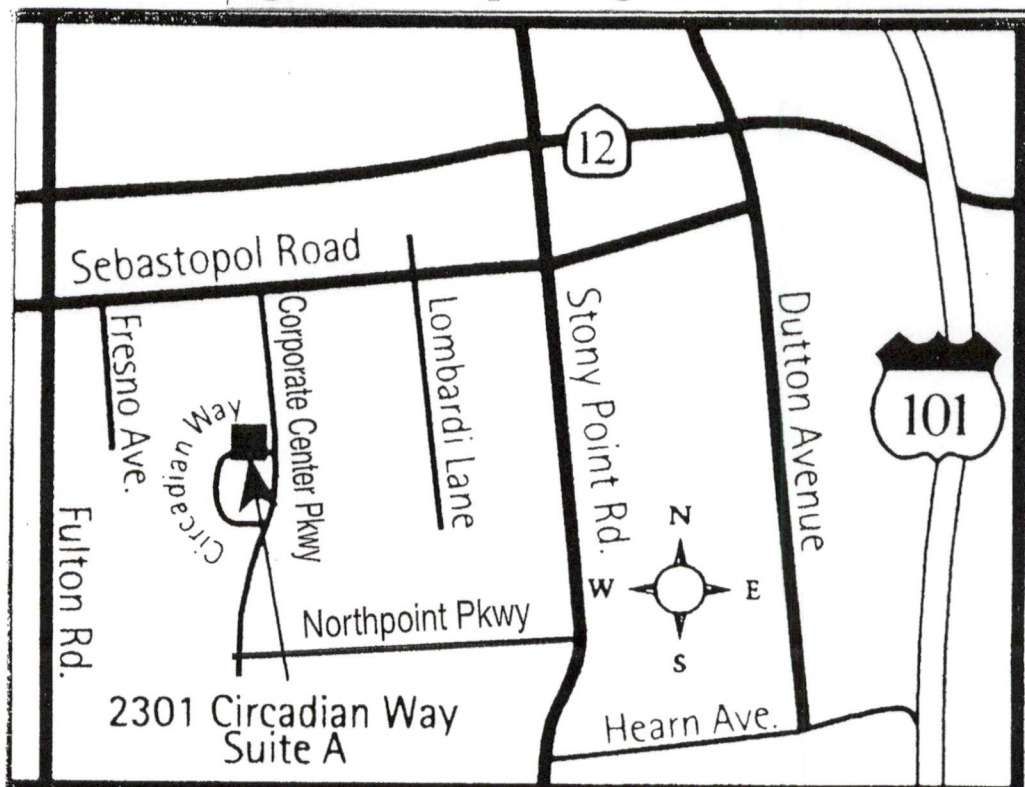 12
Sebastopol Road
Fresno Ave.
Circadian Way
Corporate Center Pkwy
Lombardi Lane
Stony Point Rd.
Dutton Avenue
101
Fulton Rd.
N
W
E
S
Northpoint Pkwy
2301 Circadian Way
Suite A
Hearn Ave.